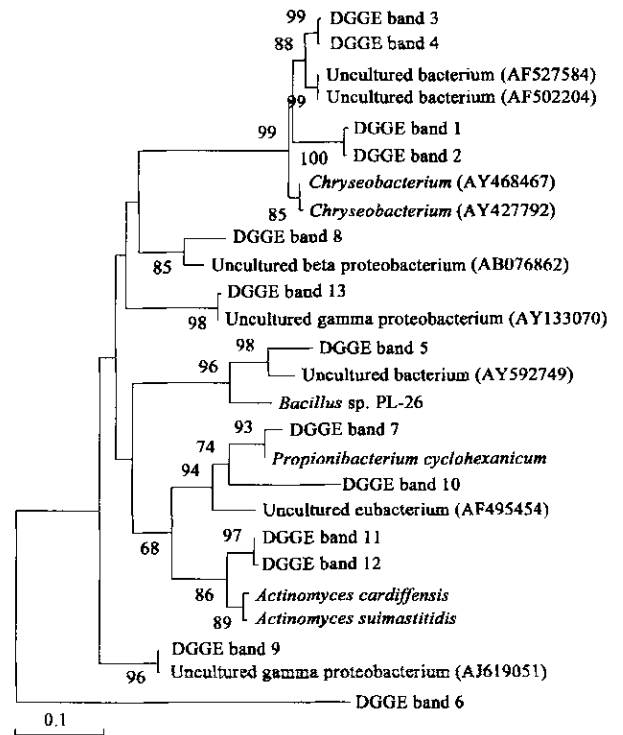 99
DGGE band 3
88
DGGE band 4
Uncultured bacterium (AF527584)
99
Uncultured bacterium (AF502204)
99
DGGE band 1
100
DGGE band 2
Chryseobacterium (AY468467)
85
Chryseobacterium (AY427792)
DGGE band 8
85
Uncultured beta proteobacterium (AB076862)
DGGE band 13
98
Uncultured gamma proteobacterium (AY133070)
98
DGGE band 5
96
Uncultured bacterium (AY592749)
Bacillus sp. PL-26
93
DGGE band 7
74
Propionibacterium cyclohexanicum
94
DGGE band 10
Uncultured eubacterium (AF495454)
97
DGGE band 11
68
DGGE band 12
86
Actinomyces cardiffensis
89
Actinomyces suimastitidis
DGGE band 9
96
Uncultured gamma proteobacterium (AJ619051)
DGGE band 6
0.1